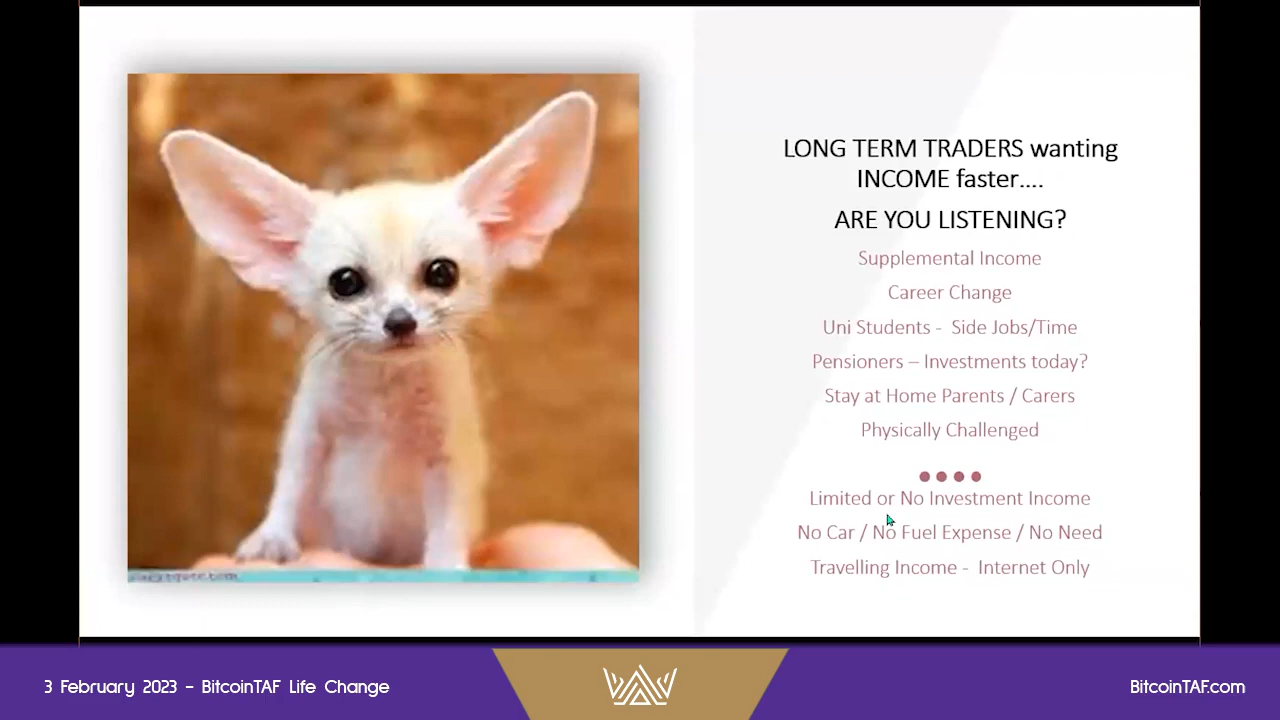 LONG TERM TRADERS wanting
INCOME faster....
ARE YOU LISTENING?
Supplemental Income
Career Change
Uni Students - Side Jobs/Time
Pensioners – Investments today?
Stay at Home Parents / Carers
Physically Challenged
Limited or No Investment Income
No Car / No Fuel Expense / No Need
Travelling Income - Internet Only
3 February 2023 - BitcoinTAF Life Change
BitcoinTAF.com